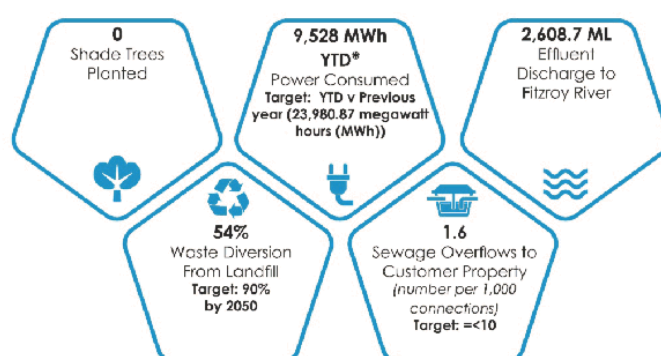 0
Shade Trees
Planted
9,528 MWh
YTD*
Power Consumed
Target: YTD v Previous
year (23,980.87 megawatt
hours (MWh))
2,608.7 ML
Effluent
Discharge to
Fitzroy River
54%
Waste Diversion
From Landfill
Target: 90%
by 2050
1.6
Sewage Overflows to
Customer Property
(number per 1,000
connections)
Target: =<10